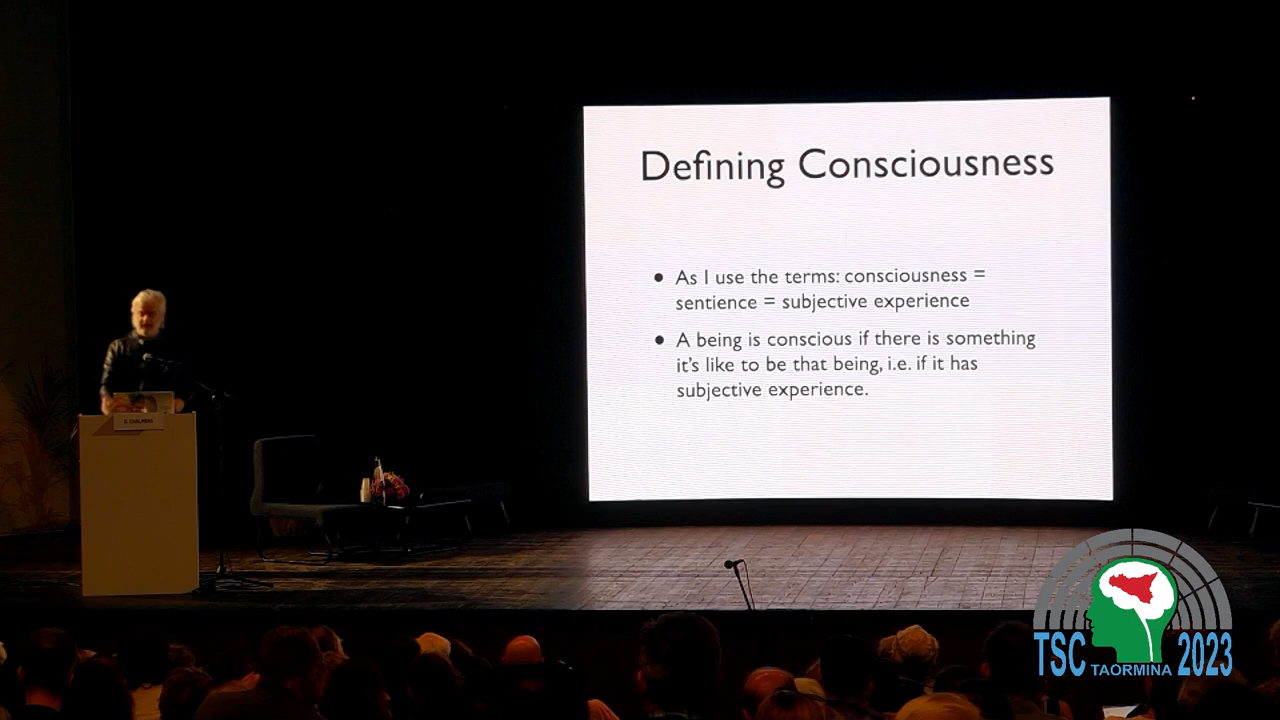 Defining Consciousness
• As I use the terms: consciousness =
sentience = subjective experience
• A being is conscious if there is something
it's like to be that being, i.e. if it has
subjective experience.
D. CHALMERS
TSC TAORMINA 2023